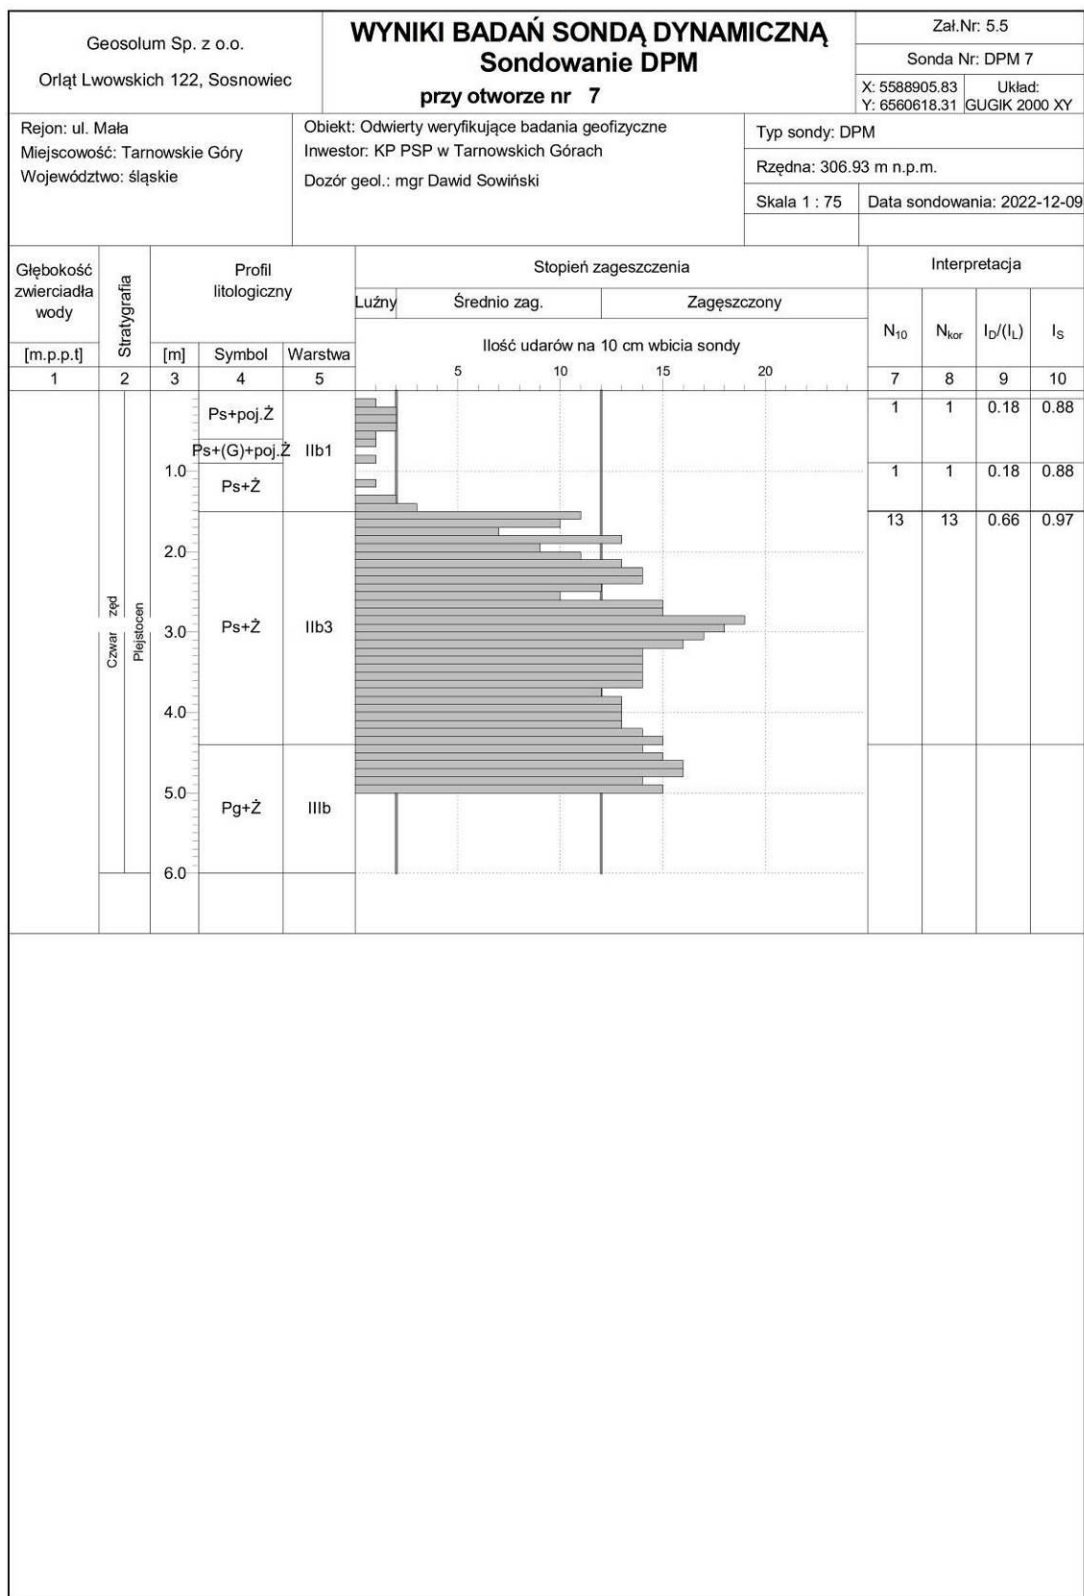 Geosolum Sp. z o.o.
Orląt Lwowskich 122, Sosnowiec
WYNIKI BADAŃ SONDĄ DYNAMICZNĄ
Sondowanie DPM
przy otworze nr 7
Zał.Nr: 5.5
Sonda Nr: DPM 7
X: 5588905.83
Y: 6560618.31
Układ:
GUGIK 2000 XY
Rejon: ul. Mała
Miejscowość: Tarnowskie Góry
Województwo: śląskie
Obiekt: Odwierty weryfikujące badania geofizyczne
Inwestor: KP PSP w Tarnowskich Górach
Dozór geol.: mgr Dawid Sowiński
Typ sondy: DPM
Rzędna: 306.93 m n.p.m.
Skala 1 : 75
Data sondowania: 2022-12-09
Głębokość
zwierciadła
wody
[m.p.p.t]
Stratygrafia
Profil
litologiczny
[m] Symbol Warstwa
Stopień zageszczenia
Luźny Średnio zag. Zagęszczony
Ilość udarów na 10 cm wbicia sondy
5 10 15 20
Interpretacja
N10 Nkor ID/(IL) IS
1 2 3 4 5 7 8 9 10
Ps+poj.Ż
Ps+(G)+poj.Ż
IIb1
Ps+Ż
1 1 0.18 0.88
1.0
1 1 0.18 0.88
13 13 0.66 0.97
2.0
Czwar zęd
Plejstocen
3.0
Ps+Ż
IIb3
4.0
5.0
Pg+Ż
IIIb
6.0